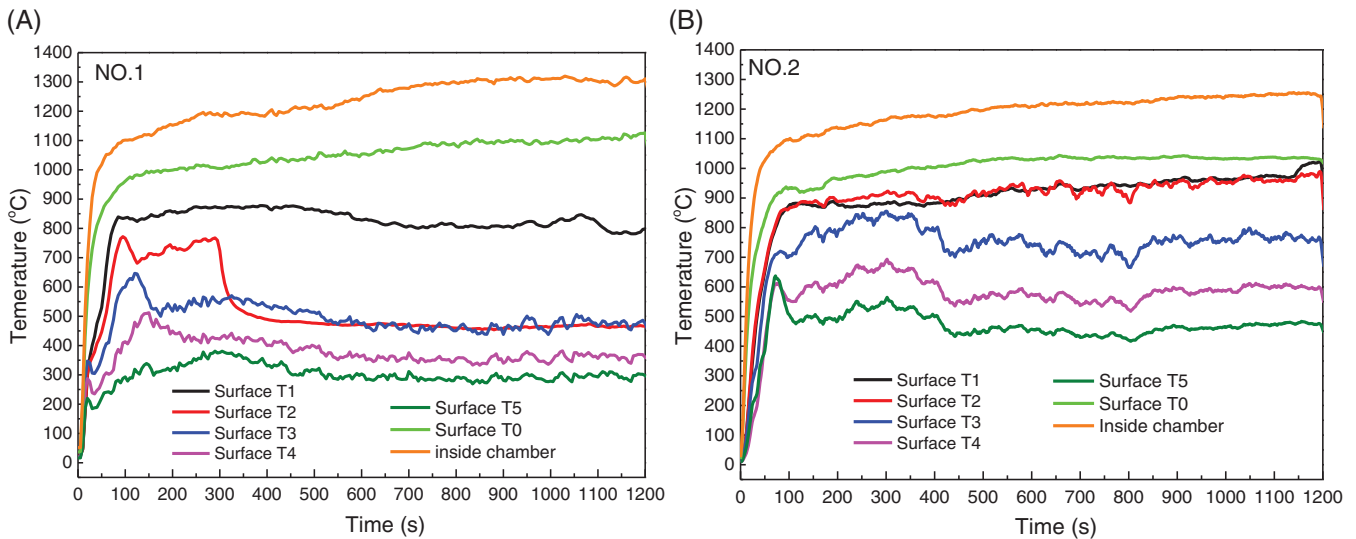 (A)
(B)
NO.1
NO.2
1400
1300
1200
1100
1000
900
800
700
600
500
400
300
200
100
0
Temerature (°C)
0 100 200 300 400 500 600 700 800 900 1000 1100 1200
Time (s)
Surface T1
Surface T2
Surface T3
Surface T4
Surface T5
Surface T0
inside chamber
1400
1300
1200
1100
1000
900
800
700
600
500
400
300
200
100
0
Temerature (°C)
0 100 200 300 400 500 600 700 800 900 1000 1100 1200
Time (s)
Surface T1
Surface T2
Surface T3
Surface T4
Surface T5
Surface T0
Inside chamber